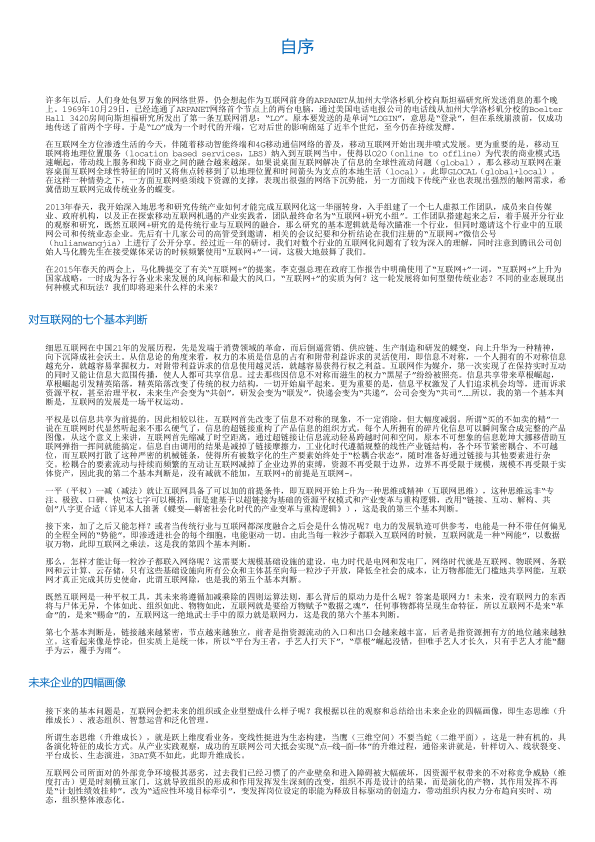 自序
许多年以后，人们身处包罗万象的网络世界，仍会想起作为互联网前身的ARPANET从加州大学洛杉矶分校向斯坦福研究所发送消息的那个晚
上。1969年10月29日，已经连通了ARPANET网络首个节点上的两台电脑，通过美国电话电报公司的电话线从加州大学洛杉矶分校的Boelter
Hall 3420房间向斯坦福研究所发出了第一条互联网消息：“LO”。原本要发送的是单词“LOGIN”，意思是“登录”，但在系统崩溃前，仅成功
地传送了前两个字母。于是“LO”成为一个时代的开端，它对后世的影响绵延了近半个世纪，至今仍在持续发酵。
在互联网全方位渗透生活的今天，伴随着移动智能终端和4G移动通信网络的普及，移动互联网开始出现井喷式发展。更为重要的是，移动互
联网将地理位置服务（location based services，LBS）纳入到互联网当中，使得以O2O（online to offline）为代表的商业模式迅
速崛起，带动线上服务和线下商业之间的融合越来越深。如果说桌面互联网解决了信息的全球性流动问题（global），那么移动互联网在兼
容桌面互联网全球性特征的同时又将焦点转移到了以地理位置和时间箭头为支点的本地生活（local），此即GLOCAL（global+local）。
在这样一种情势之下，一方面互联网亟须线下资源的支撑，表现出很强的网络下沉势能，另一方面线下传统产业也表现出强烈的触网需求，希
冀借助互联网完成传统业务的蝶变。
2013年春天，我开始深入地思考和研究传统产业如何才能完成互联网化这一华丽转身，入手组建了一个七人虚拟工作团队，成员来自传媒
业、政府机构，以及正在探索移动互联网机遇的产业实践者，团队最终命名为“互联网+研究小组”。工作团队搭建起来之后，着手展开分行业
的观察和研究，既然互联网+研究的是传统行业与互联网的融合，那么研究的基本逻辑就是每次瞄准一个行业，但同时邀请这个行业中的互联
网公司和传统业态企业。先后有十几家公司的高管受到邀请，相关的会议纪要和分析结论在我们注册的“互联网+”微信公号
（hulianwangjia）上进行了公开分享。经过近一年的研讨，我们对数个行业的互联网化问题有了较为深入的理解，同时注意到腾讯公司创
始人马化腾先生在接受媒体采访的时候频繁使用“互联网+”一词，这极大地鼓舞了我们。
在2015年春天的两会上，马化腾提交了有关“互联网+”的提案，李克强总理在政府工作报告中明确使用了“互联网+”一词，“互联网+”上升为
国家战略，一时成为各行各业未来发展的风向标和最大的风口，“互联网+”的实质为何？这一轮发展将如何型塑传统业态？不同的业态展现出
何种模式和玩法？我们即将迎来什么样的未来？
对互联网的七个基本判断
细思互联网在中国21年的发展历程，先是发端于消费领域的革命，而后倒逼营销、供应链、生产制造和研发的蝶变，向上升华为一种精神，
向下沉降成社会沃土。从信息论的角度来看，权力的本质是信息的占有和附带利益诉求的灵活使用，即信息不对称，一个人拥有的不对称信息
越充分，就越容易掌握权力，对附带利益诉求的信息使用越灵活，就越容易获得行权之利益。互联网作为媒介，第一次实现了在保持实时互动
的同时又能让信息大范围传播，使人人都可共享信息。过去那些因信息不对称而滋生的权力“黑屋子”纷纷被照亮。信息共享带来草根崛起，
草根崛起引发精英陷落，精英陷落改变了传统的权力结构，一切开始扁平起来。更为重要的是，信息平权激发了人们追求机会均等，进而诉求
资源平权，甚至治理平权，未来生产会变为“共创”，研发会变为“联发”，快递会变为“共递”，公司会变为“共司”……所以，我的第一个基本判
断是，互联网的发展是一场平权运动。
平权是以信息共享为前提的，因此相较以往，互联网首先改变了信息不对称的现象，不一定消除，但大幅度减弱。所谓“买的不如卖的精”一
说在互联网时代显然听起来不那么硬气了，信息的超链接重构了产品信息的组织方式，每个人所拥有的碎片化信息可以瞬间聚合成完整的产品
图像，从这个意义上来讲，互联网首先缩减了时空距离，通过超链接让信息流动轻易跨越时间和空间，原本不可想象的信息乾坤大挪移借助互
联网弹指一挥间就能搞定。信息自由调用的结果是减掉了链接摩擦力，工业化时代遵循规整的线性产业链结构，各个环节紧密耦合、不可越
位，而互联网打散了这种严密的机械链条，使得所有被数字化的生产要素始终处于“松耦合状态”，随时准备好通过链接与其他要素进行杂
交。松耦合的要素流动与持续而频繁的互动让互联网减掉了企业边界的束缚，资源不再受限于边界，边界不再受限于规模，规模不再受限于实
体资产，因此我的第二个基本判断是，没有减就不能加，互联网+的前提是互联网-。
一平（平权）一减（减法）就让互联网具备了可以加的前提条件，即互联网开始上升为一种思维或精神（互联网思维），这种思维远非“专
注、极致、口碑、快”这七字可以概括，而是建基于以超链接为基础的资源平权模式和产业变革与重构逻辑，改用“链接、互动、解构、共
创”八字更合适（详见本人拙著《蝶变——解密社会化时代的产业变革与重构逻辑》），这是我的第三个基本判断。
接下来，加了之后又能怎样？或者当传统行业与互联网都深度融合之后会是什么情况呢？电力的发展轨迹可供参考，电能是一种不带任何偏见
的全程全网的“势能”，即渗透进社会的每个细胞，电能驱动一切。由此当每一粒沙子都联入互联网的时候，互联网就是一种“网能”，以数据
驭万物，此即互联网之乘法，这是我的第四个基本判断。
那么，怎样才能让每一粒沙子都联入网络呢？这需要大规模基础设施的建设，电力时代是电网和发电厂，网络时代就是互联网、物联网、务联
网和云计算、云存储，只有这些基础设施向所有公众和主体甚至向每一粒沙子开放，降低全社会的成本，让万物都能无门槛地共享网能，互联
网才真正完成其历史使命，此谓互联网除，也是我的第五个基本判断。
既然互联网是一种平权工具，其未来将遵循加减乘除的四则运算法则，那么背后的原动力是什么呢？答案是联网力！未来，没有联网力的东西
将与尸体无异，个体如此、组织如此、物物如此，互联网就是要给万物赋予“数据之魂”，任何事物都将呈现生命特征，所以互联网不是来“革
命”的，是来“赐命”的，互联网这一绝地武士手中的原力就是联网力，这是我的第六个基本判断。
第七个基本判断是，链接越来越紧密，节点越来越独立，前者是指资源流动的入口和出口会越来越丰富，后者是指资源拥有方的地位越来越独
立。这看起来像是悖论，但实质上是统一体，所以“平台为王者，手艺人打天下”，“草根”崛起没错，但唯手艺人才长久，只有手艺人才能“翻
手为云，覆手为雨”。
未来企业的四幅画像
接下来的基本问题是，互联网会把未来的组织或企业型塑成什么样子呢？我根据以往的观察和总结给出未来企业的四幅画像，即生态思维（升
维成长）、液态组织、智慧运营和泛化管理。
所谓生态思维（升维成长），就是跃上维度看业务，变线性挺进为生态构建，当鹰（三维空间）不要当蛇（二维平面），这是一种有机的，具
备演化特征的成长方式。从产业实践观察，成功的互联网公司大抵会实现“点—线—面—体”的升维过程，通俗来讲就是，针样切入、线状裂变、
平台成长、生态演进，3BAT莫不如此，此即升维成长。
互联网公司所面对的外部竞争环境极其恶劣，过去我们已经习惯了的产业壁垒和进入障碍被大幅破坏，因资源平权带来的不对称竞争威胁（维
度打击）更是时刻横亘家门，这就导致组织的形成和作用发挥发生深刻的改变，组织不再是设计的结果，而是演化的产物，其作用发挥不再
是“计划性绩效挂帅”，改为“适应性环境目标牵引”，变发挥岗位设定的职能为释放目标驱动的创造力，带动组织内权力分布趋向实时、动
态，组织整体液态化。